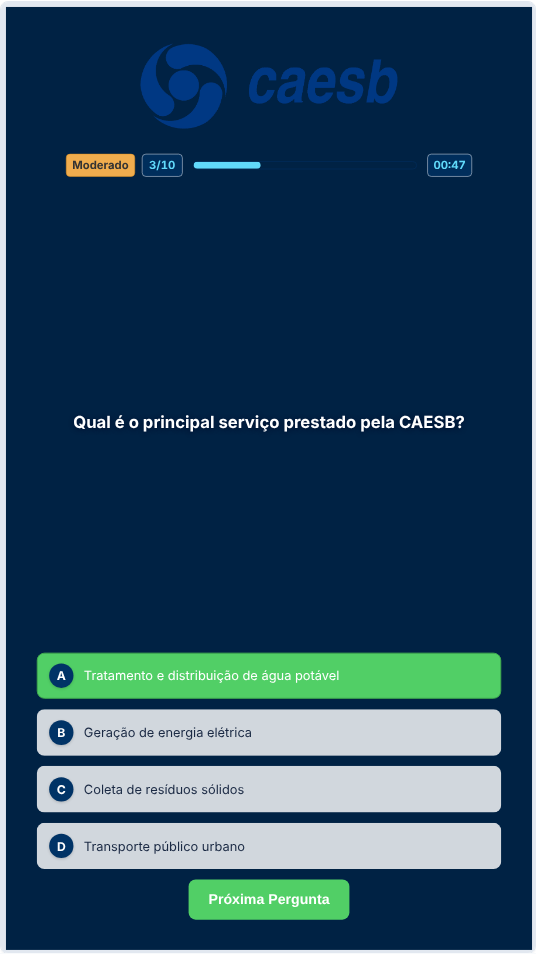 caesb
Moderado 3/10 00:47
Qual é o principal serviço prestado pela CAESB?
A Tratamento e distribuição de água potável
B Geração de energia elétrica
C Coleta de resíduos sólidos
D Transporte público urbano
Próxima Pergunta